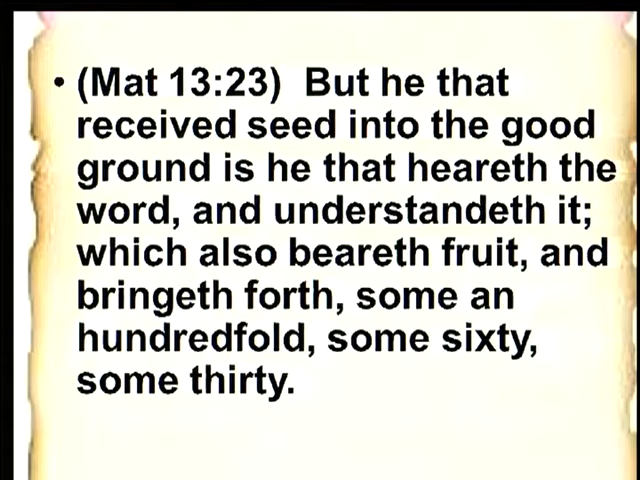 • (Mat 13:23)  But he that
received seed into the good
ground is he that heareth the
word, and understandeth it;
which also beareth fruit, and
bringeth forth, some an
hundredfold, some sixty,
some thirty.